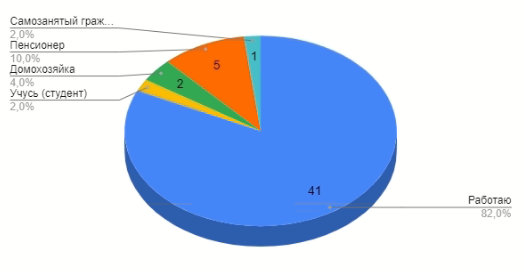 Самозанятый граж…
2,0%
Пенсионер
10,0%
Домохозяйка
4,0%
Учусь (студент)
2,0%
1
5
2
41
Работаю
82,0%